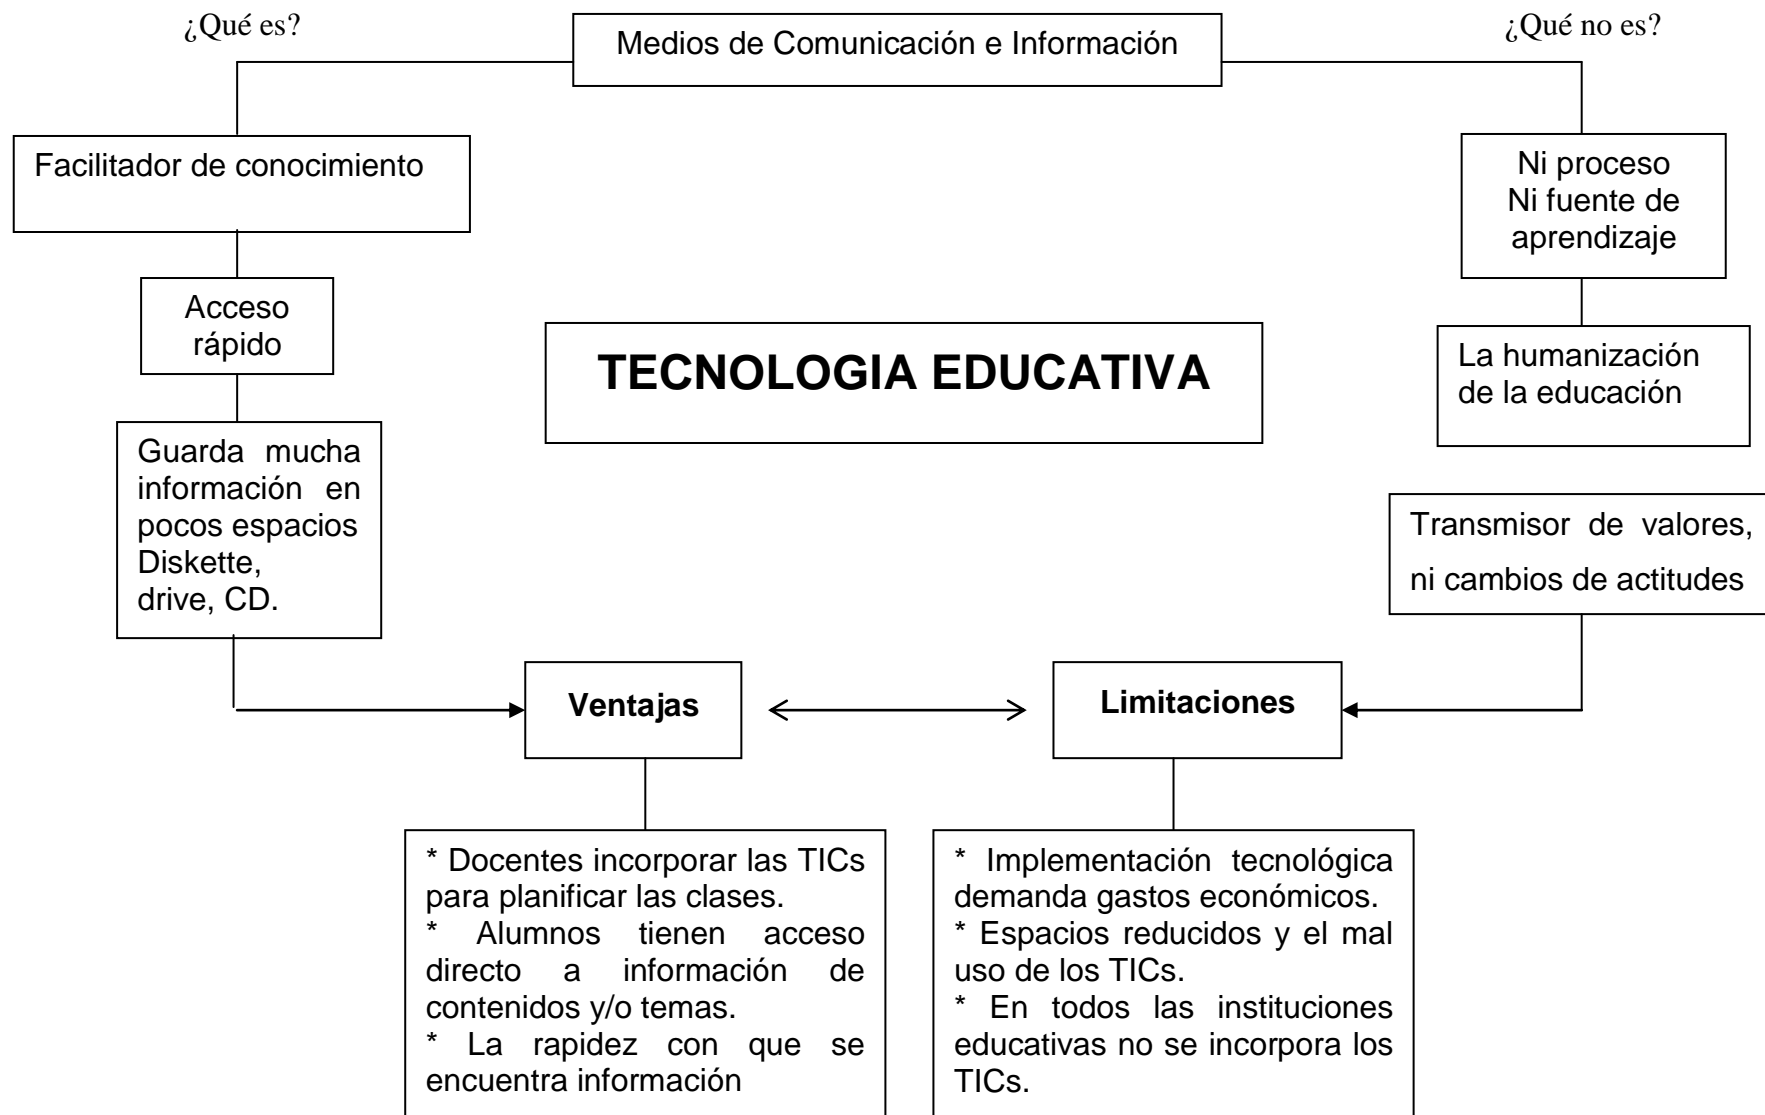 ¿Qué es?
Medios de Comunicación e Información
¿Qué no es?
Facilitador de conocimiento
Ni proceso
Ni fuente de
aprendizaje
Acceso
rápido
TECNOLOGIA EDUCATIVA
La humanización
de la educación
Guarda mucha
información en
pocos espacios
Diskette,
drive, CD.
Transmisor de valores,
ni cambios de actitudes
Ventajas
Limitaciones
* Docentes incorporar las TICs
para planificar las clases.
* Alumnos tienen acceso
directo a información de
contenidos y/o temas.
* La rapidez con que se
encuentra información
* Implementación tecnológica
demanda gastos económicos.
* Espacios reducidos y el mal
uso de los TICs.
* En todos las instituciones
educativas no se incorpora los
TICs.